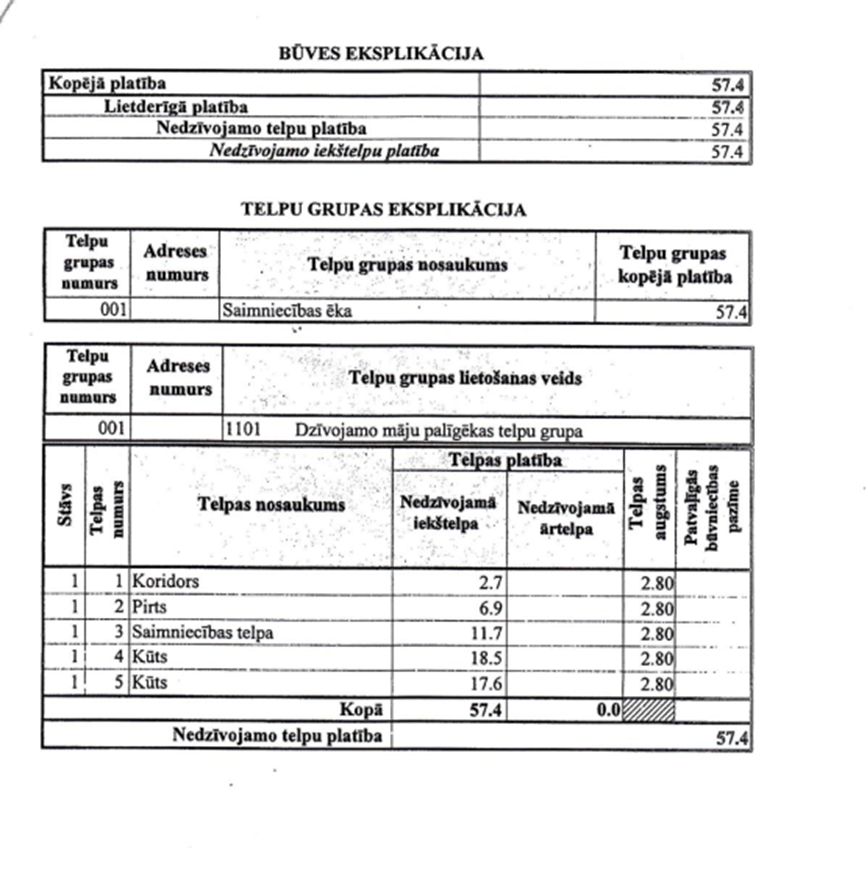 BŪVES EKSPLIKĀCIJA
Kopējā platība 57.4
Lietderīgā platība 57.4
Nedzīvojamo telpu platība 57.4
Nedzīvojamo iekštelpu platība 57.4
TELPU GRUPAS EKSPLIKĀCIJA
Telpu grupas numurs Adreses numurs Telpu grupas nosaukums Telpu grupas kopējā platība
001 Saimniecības ēka 57.4
Telpu grupas numurs Adreses numurs Telpu grupas lietošanas veids
001 1101 Dzīvojamo māju palīgēkas telpu grupa
Stāvs Telpas numurs Telpas nosaukums Telpas platība Nedzīvojamā iekštelpa Nedzīvojamā ārtelpa Telpas augstums Patvaļīgās būvniecības pazīme
1 1 Koridors 2.7 2.80
1 2 Pirts 6.9 2.80
1 3 Saimniecības telpa 11.7 2.80
1 4 Kūts 18.5 2.80
1 5 Kūts 17.6 2.80
Kopā 57.4 0.0
Nedzīvojamo telpu platība 57.4